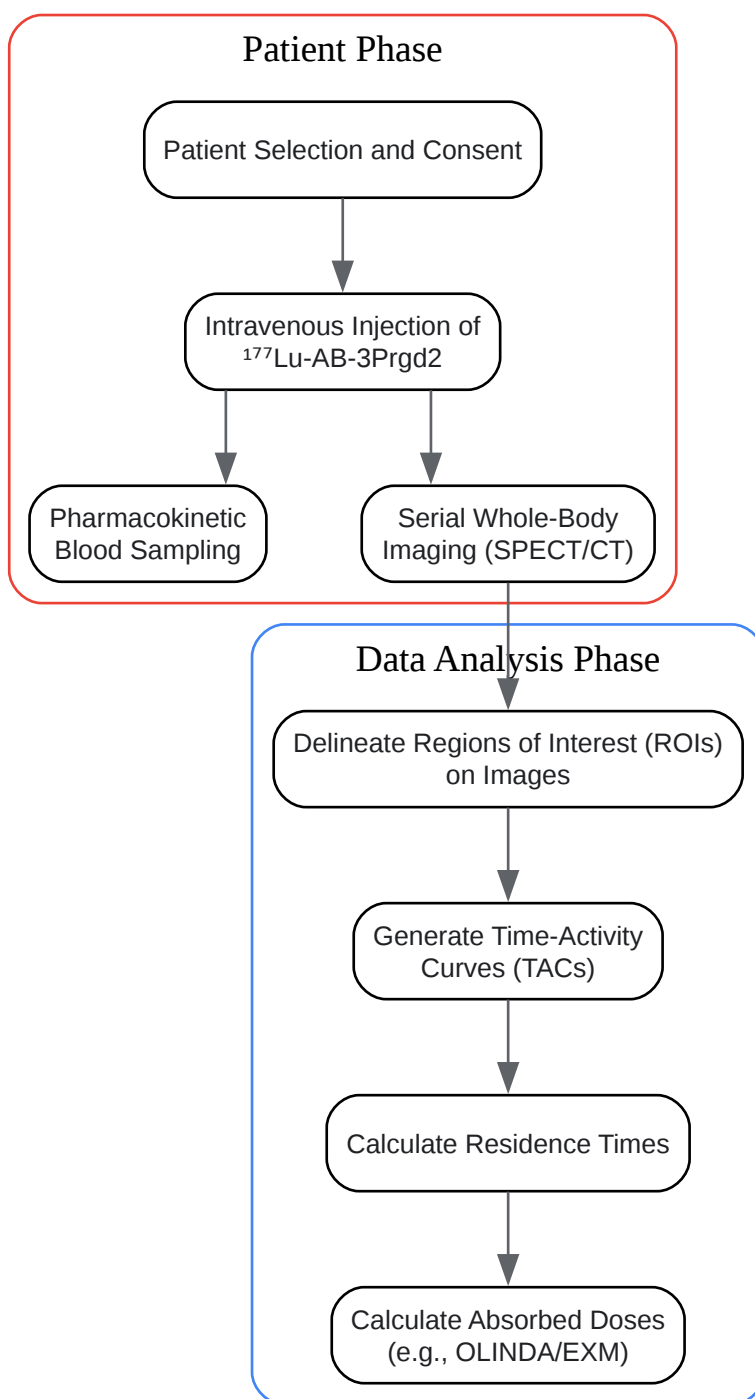 Patient Phase
Patient Selection and Consent
Intravenous Injection of
¹⁷⁷Lu-AB-3Prgd2
Pharmacokinetic
Blood Sampling
Serial Whole-Body
Imaging (SPECT/CT)
Data Analysis Phase
Delineate Regions of Interest (ROIs)
on Images
Generate Time-Activity
Curves (TACs)
Calculate Residence Times
Calculate Absorbed Doses
(e.g., OLINDA/EXM)